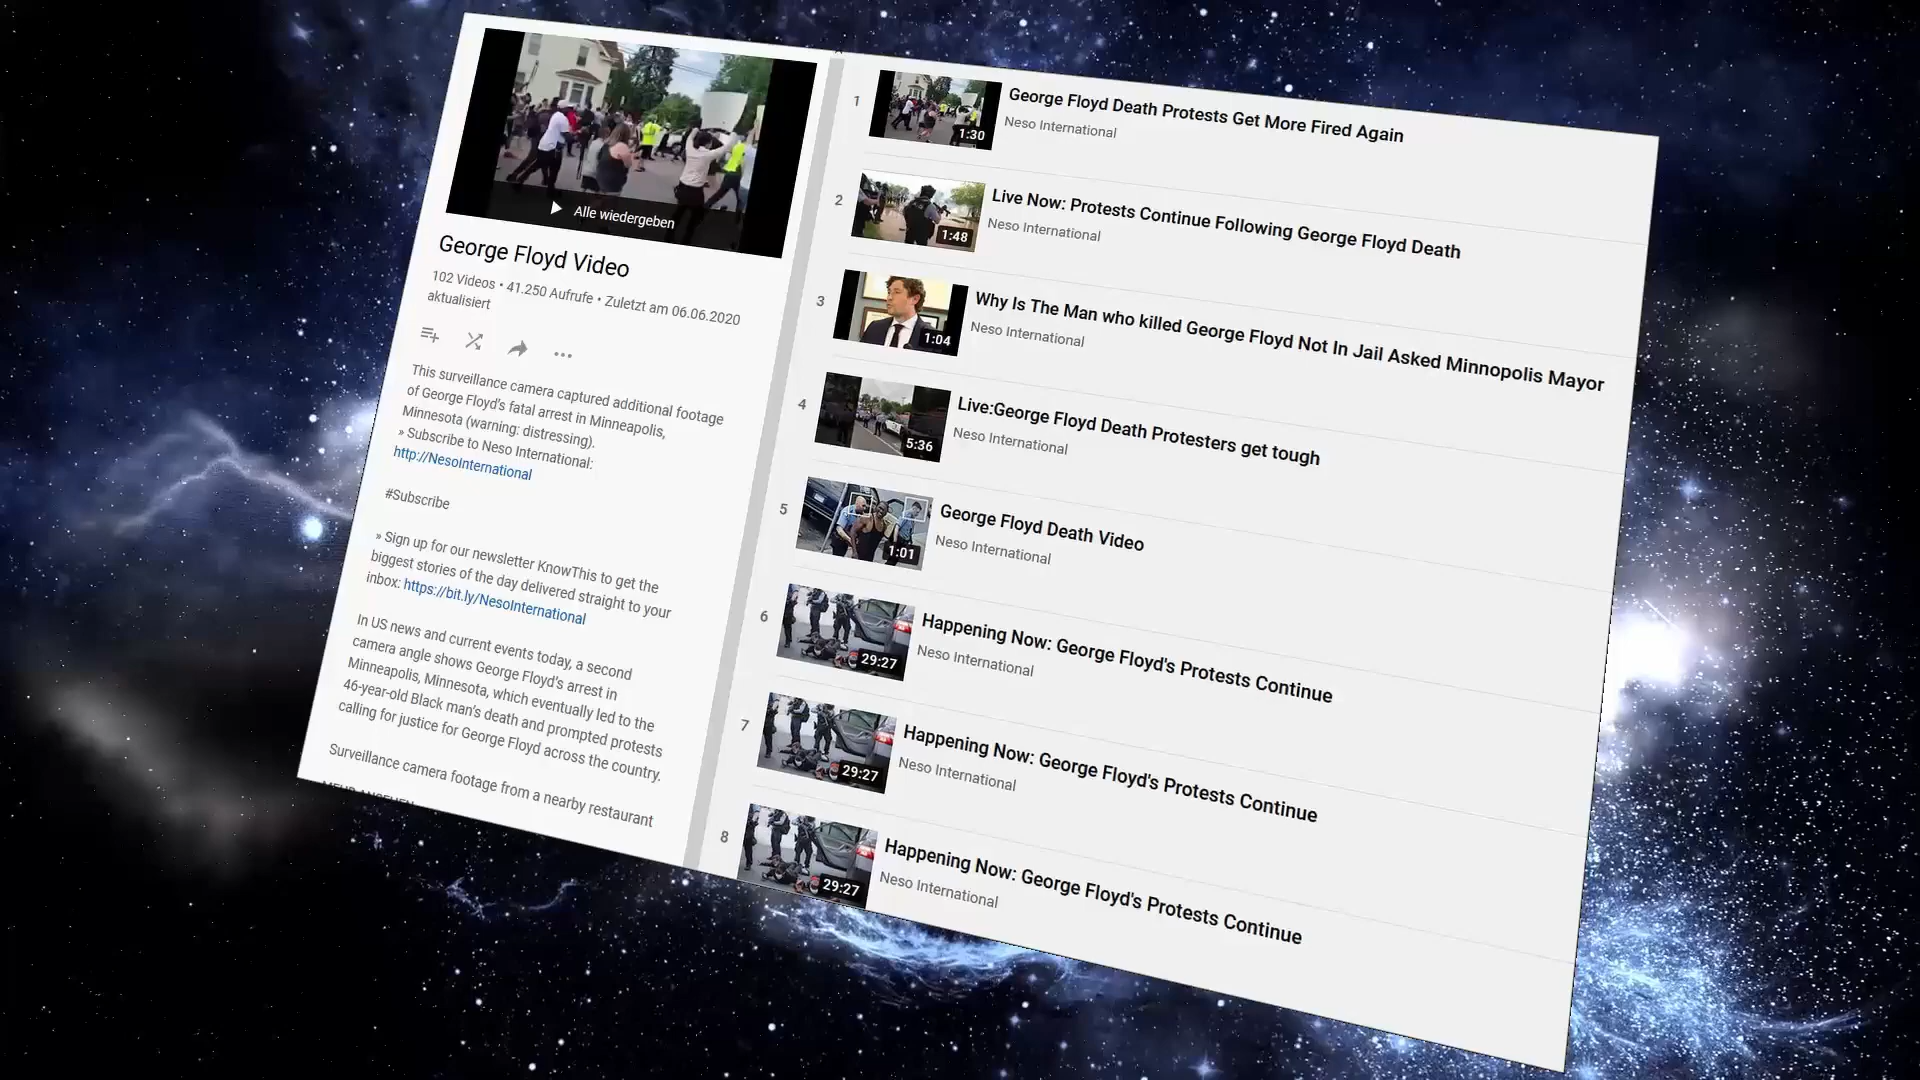 Alle wiedergeben
George Floyd Video
102 Videos • 41.250 Aufrufe • Zuletzt am 06.06.2020
aktualisiert
This surveillance camera captured additional footage
of George Floyd's fatal arrest in Minneapolis,
Minnesota (warning: distressing).
» Subscribe to Neso International:
http://NesoInternational
#Subscribe
» Sign up for our newsletter KnowThis to get the
biggest stories of the day delivered straight to your
inbox: https://bit.ly/NesoInternational
In US news and current events today, a second
camera angle shows George Floyd's arrest in
Minneapolis, Minnesota, which eventually led to the
46-year-old Black man's death and prompted protests
calling for justice for George Floyd across the country.
Surveillance camera footage from a nearby restaurant
MEHR ANSEHEN
1
1:30
George Floyd Death Protests Get More Fired Again
Neso International
2
1:48
Live Now: Protests Continue Following George Floyd Death
Neso International
3
1:04
Why Is The Man who killed George Floyd Not In Jail Asked Minnopolis Mayor
Neso International
4
5:36
Live:George Floyd Death Protesters get tough
Neso International
5
1:01
George Floyd Death Video
Neso International
6
29:27
Happening Now: George Floyd's Protests Continue
Neso International
7
29:27
Happening Now: George Floyd's Protests Continue
Neso International
8
29:27
Happening Now: George Floyd's Protests Continue
Neso International